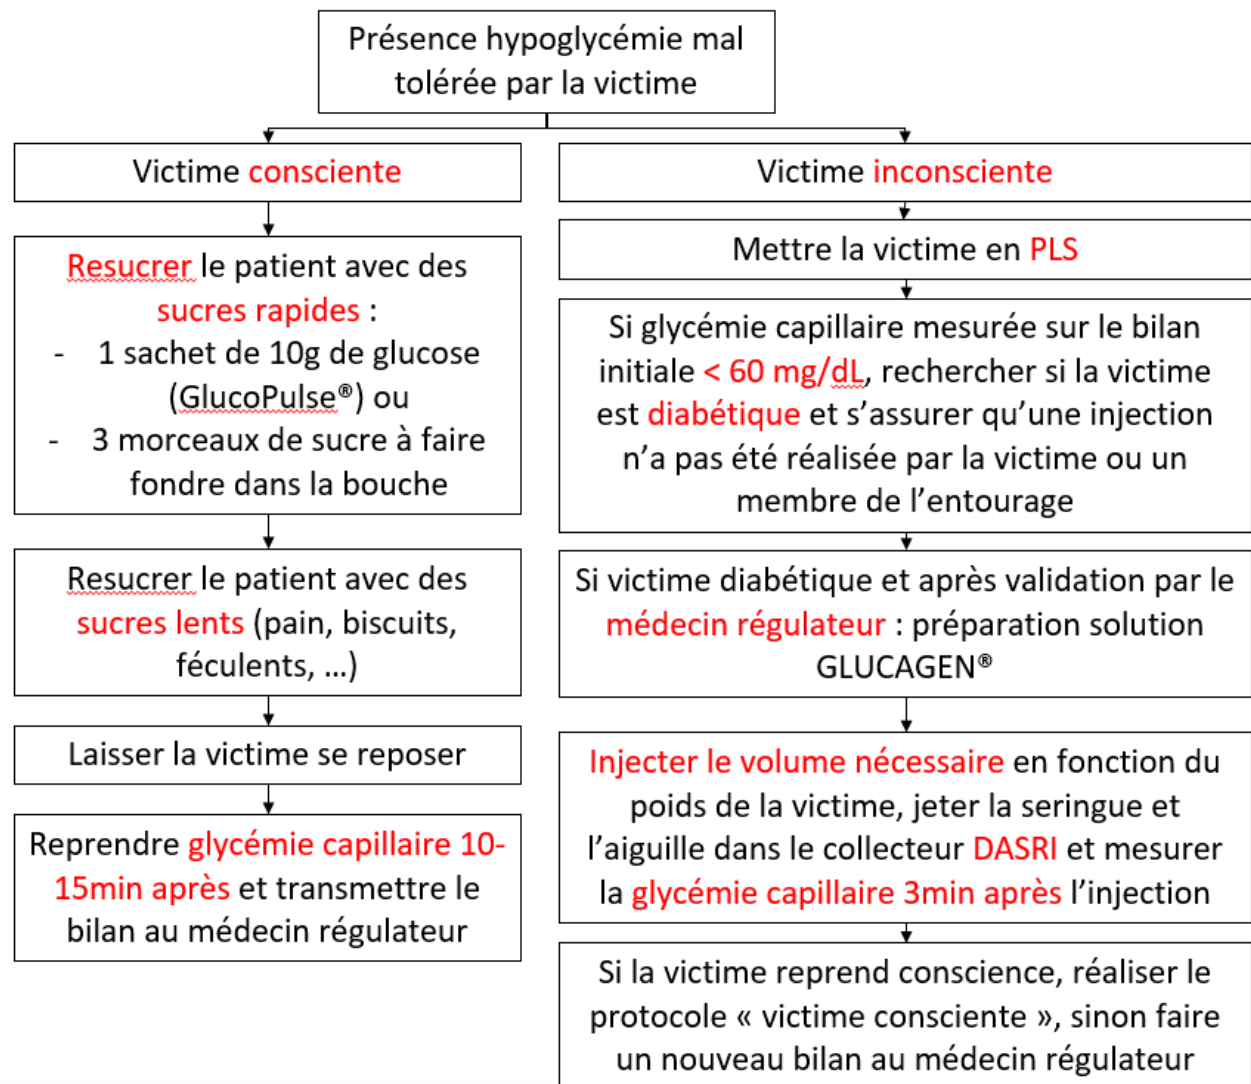 Présence hypoglycémie mal
tolérée par la victime
Victime consciente
Resucrer le patient avec des
sucres rapides :
- 1 sachet de 10g de glucose
(GlucoPulse®) ou
- 3 morceaux de sucre à faire
fondre dans la bouche
Resucrer le patient avec des
sucres lents (pain, biscuits,
féculents, …)
Laisser la victime se reposer
Reprendre glycémie capillaire 10-
15min après et transmettre le
bilan au médecin régulateur
Victime inconsciente
Mettre la victime en PLS
Si glycémie capillaire mesurée sur le bilan
initiale < 60 mg/dL, rechercher si la victime
est diabétique et s’assurer qu’une injection
n’a pas été réalisée par la victime ou un
membre de l’entourage
Si victime diabétique et après validation par le
médecin régulateur : préparation solution
GLUCAGEN®
Injecter le volume nécessaire en fonction du
poids de la victime, jeter la seringue et
l’aiguille dans le collecteur DASRI et mesurer
la glycémie capillaire 3min après l’injection
Si la victime reprend conscience, réaliser le
protocole « victime consciente », sinon faire
un nouveau bilan au médecin régulateur